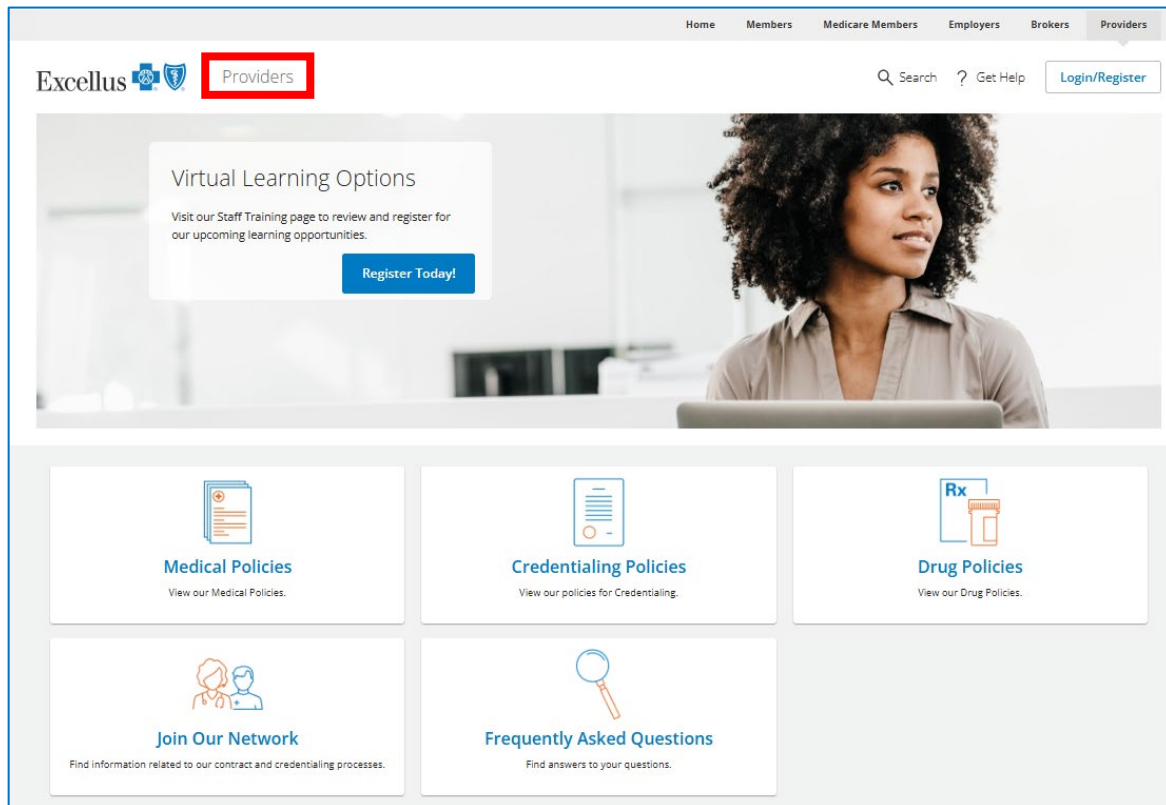 Home Members Medicare Members Employers Brokers Providers
Excellus Providers Search ? Get Help Login/Register
Virtual Learning Options
Visit our Staff Training page to review and register for
our upcoming learning opportunities.
Register Today!
Rx
Medical Policies Credentialing Policies Drug Policies
View our Medical Policies. View our policies for Credentialing. View our Drug Policies.
Join Our Network Frequently Asked Questions
Find information related to our contract and credentialing processes. Find answers to your questions.